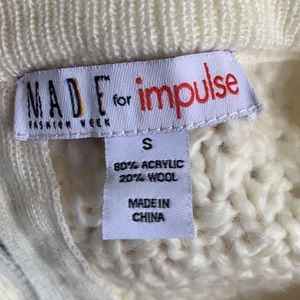 MADE for impulse
FASHION WEEK
S
80% ACRYLIC
20% WOOL
MADE IN
CHINA